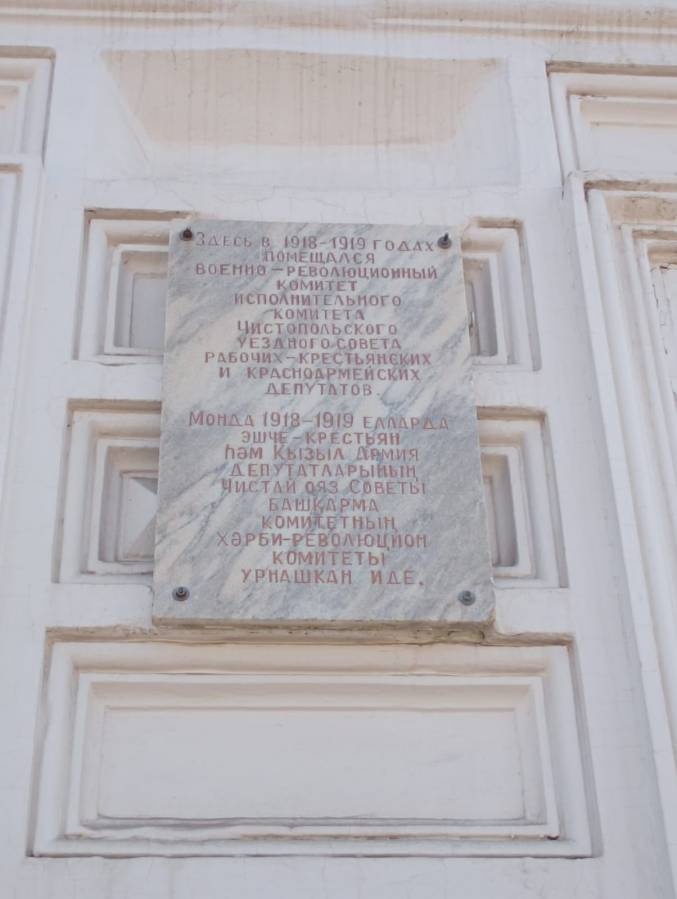 Здесь в 1918-1919 годах
помещался
военно-революционный
комитет
исполнительного
комитета
Чистопольского
уездного совета
рабочих-крестьянских
и красноармейских
депутатов.
Монда 1918-1919 елларда
эшче-крестьян
һәм Кызыл Армия
депутатларының
Чистай өяз Советы
башкарма
комитетның
хәрби-революцион
комитеты
урнашкан иде.